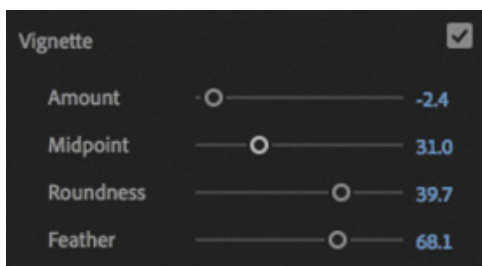 Vignette
Amount -2.4
Midpoint 31.0
Roundness 39.7
Feather 68.1